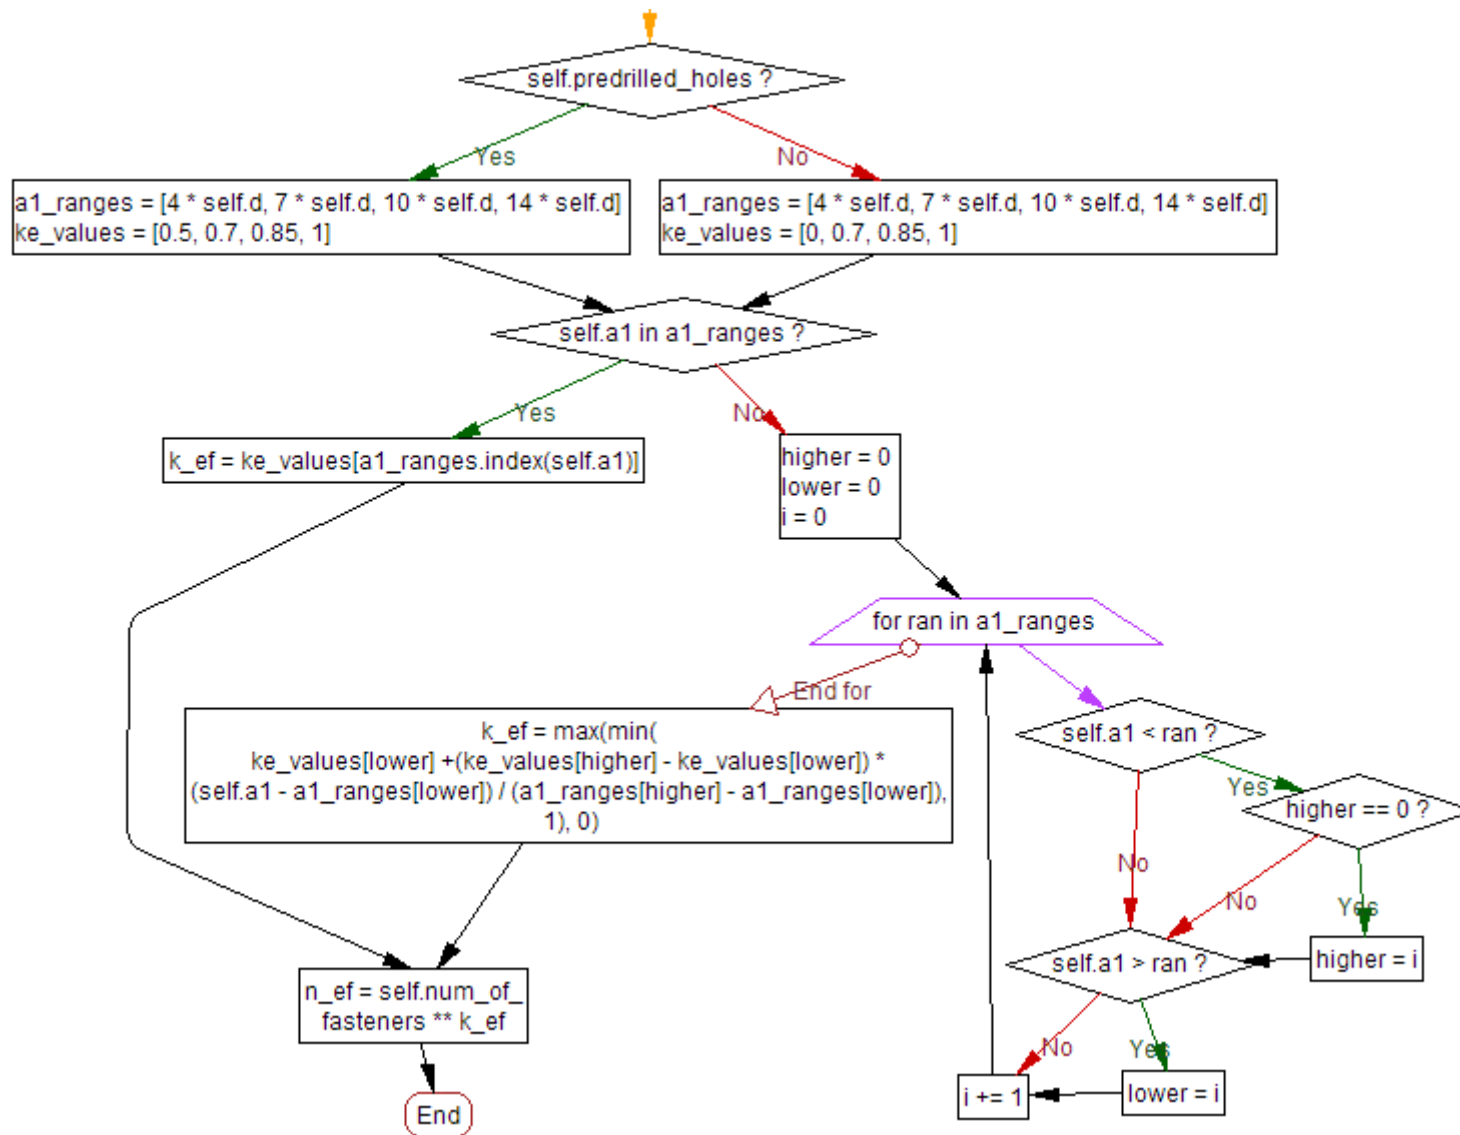 self.predrilled_holes ?
Yes
No
a1_ranges = [4 * self.d, 7 * self.d, 10 * self.d, 14 * self.d]
ke_values = [0.5, 0.7, 0.85, 1]
a1_ranges = [4 * self.d, 7 * self.d, 10 * self.d, 14 * self.d]
ke_values = [0, 0.7, 0.85, 1]
self.a1 in a1_ranges ?
Yes
No
k_ef = ke_values[a1_ranges.index(self.a1)]
higher = 0
lower = 0
i = 0
for ran in a1_ranges
End for
k_ef = max(min(
ke_values[lower] +(ke_values[higher] - ke_values[lower]) *
(self.a1 - a1_ranges[lower]) / (a1_ranges[higher] - a1_ranges[lower]),
1), 0)
self.a1 < ran ?
Yes
higher == 0 ?
No
No
Yes
self.a1 > ran ?
higher = i
n_ef = self.num_of_
fasteners ** k_ef
No
Yes
i += 1
lower = i
End